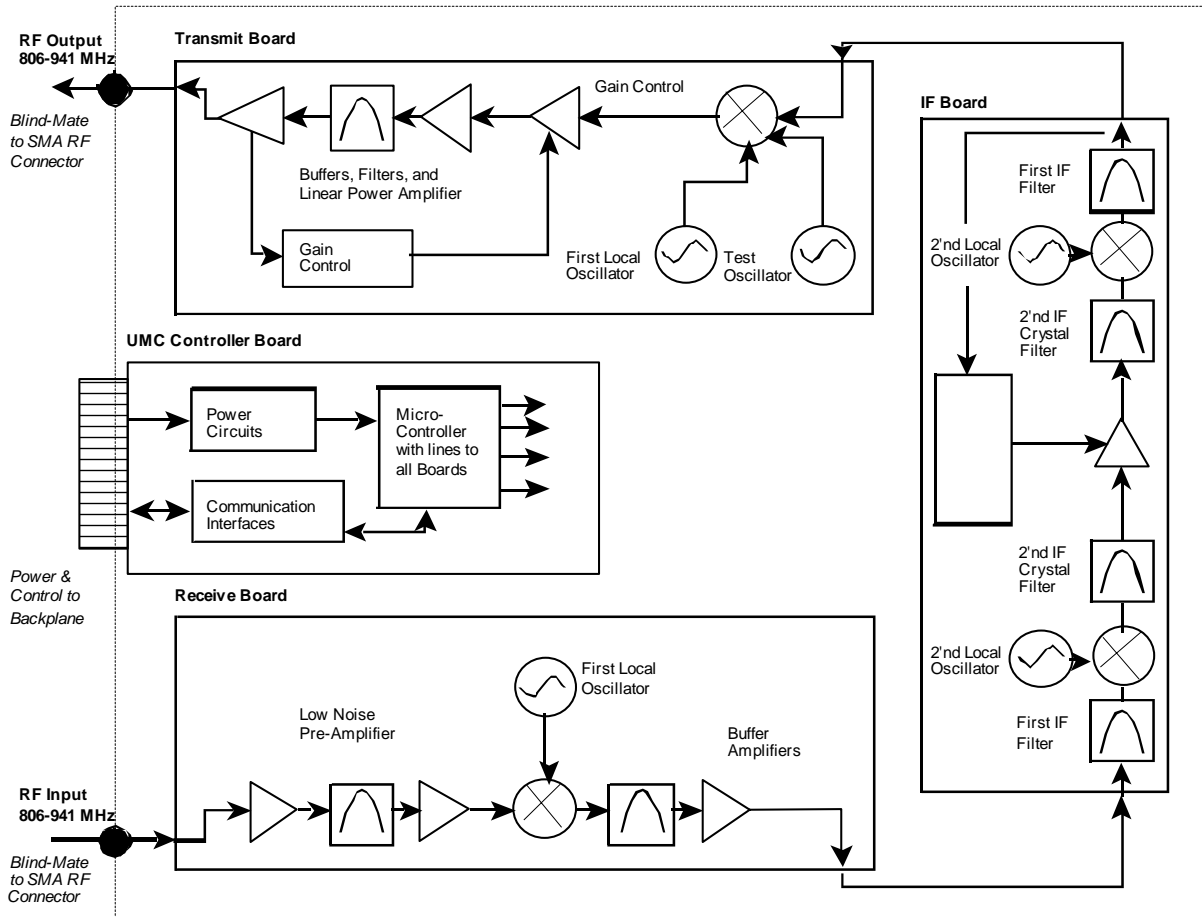 RF Output
806-941 MHz
Blind-Mate
to SMA RF
Connector
Transmit Board
Gain Control
Buffers, Filters, and
Linear Power Amplifier
Gain
Control
First Local
Oscillator
Test
Oscillator
IF Board
First IF
Filter
2'nd Local
Oscillator
2'nd IF
Crystal
Filter
2'nd IF
Crystal
Filter
2'nd Local
Oscillator
First IF
Filter
UMC Controller Board
Power
Circuits
Micro-
Controller
with lines to
all Boards
Communication
Interfaces
Power &
Control to
Backplane
Receive Board
First Local
Oscillator
Low Noise
Pre-Amplifier
Buffer
Amplifiers
RF Input
806-941 MHz
Blind-Mate
to SMA RF
Connector